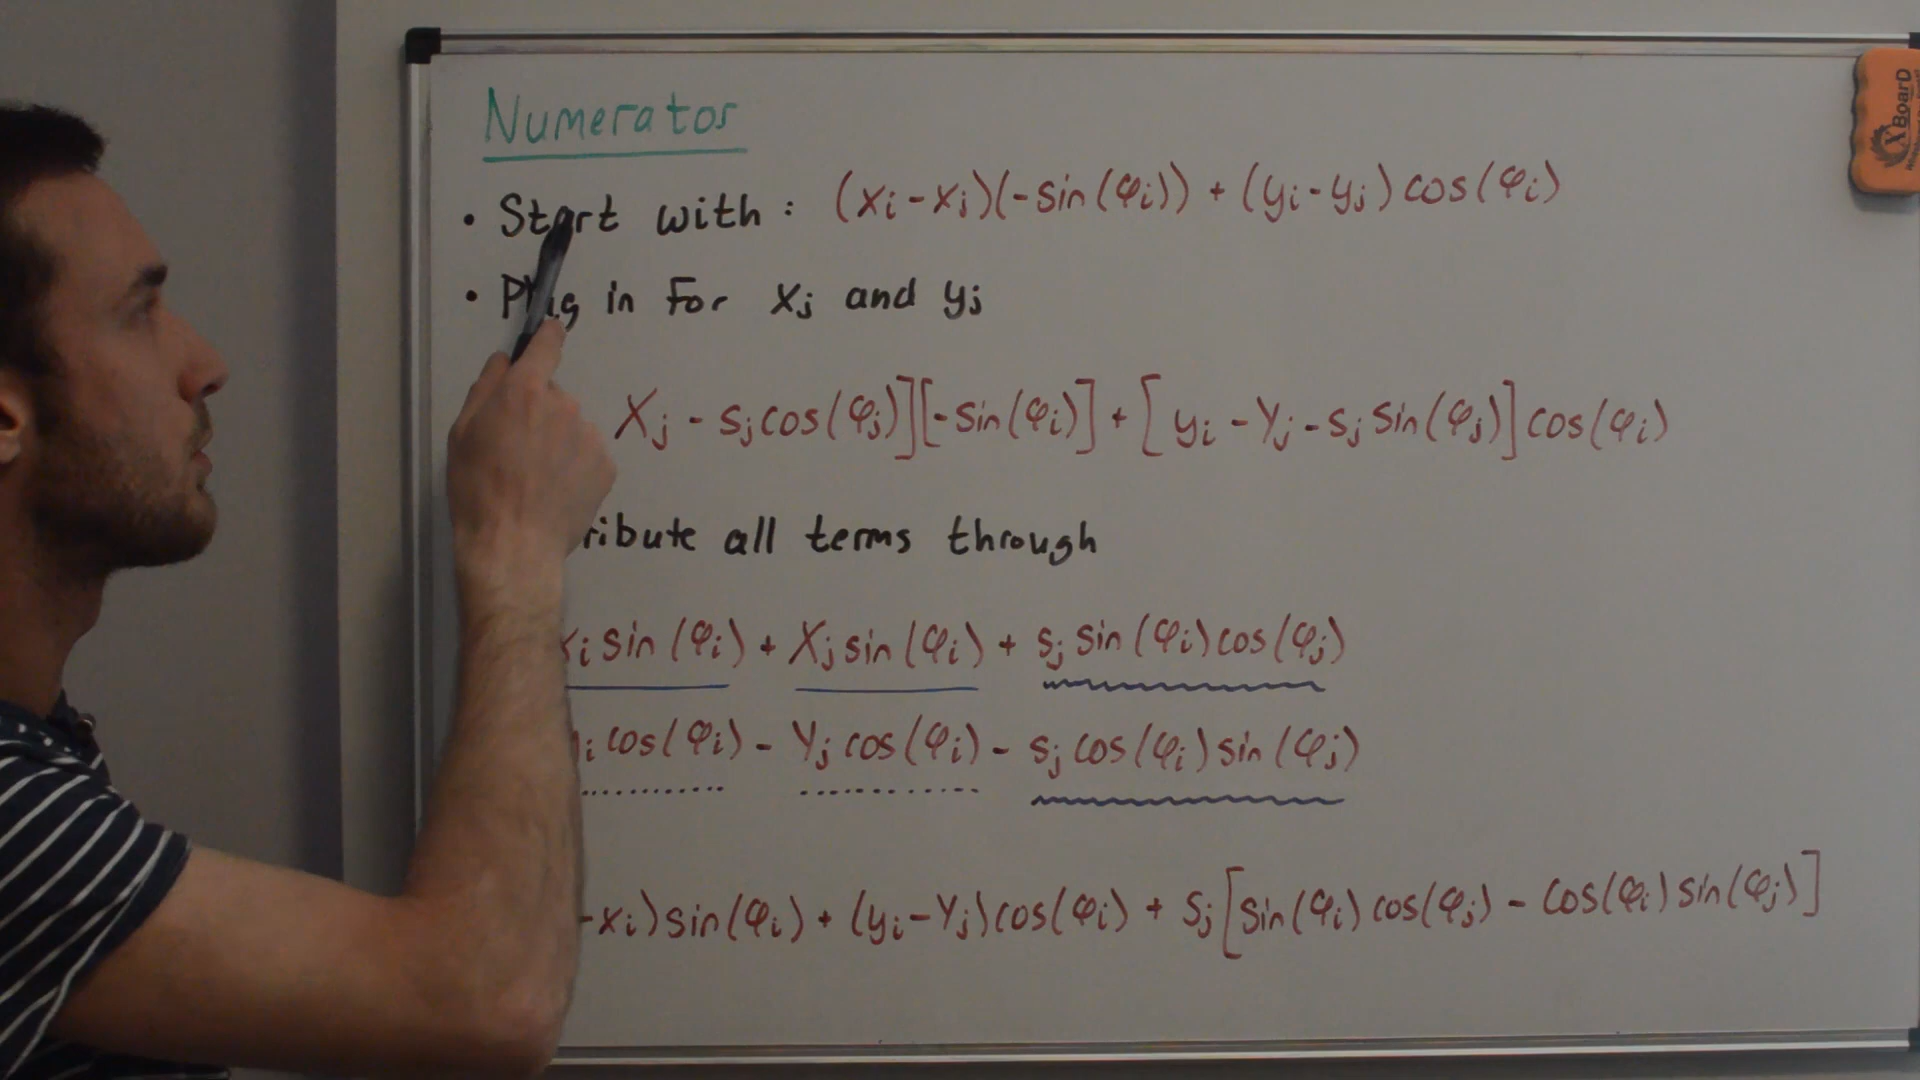 Numerator
• Start with: (xi - xj)(-sin(φi)) + (yi - yj) cos(φi)
• Plug in for xj and yj
Xj - sj cos(φj)][-sin(φi)] + [yi - Yj - sj sin(φj)] cos(φi)
ribute all terms through
xi sin(φi) + Xj sin(φi) + sj sin(φi) cos(φj)
yi cos(φi) - Yj cos(φi) - sj cos(φi) sin(φj)
-xi) sin(φi) + (yi - Yj) cos(φi) + Sj [sin(φi) cos(φj) - cos(φi) sin(φj)]
XBoarD